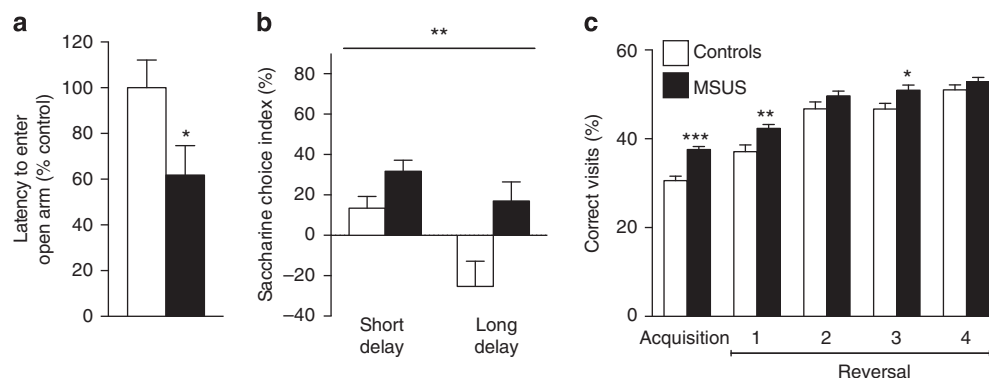 a
Latency to enter
open arm (% control)
120
100
80
60
40
20
0
*
b
Saccharine choice index (%)
80
60
40
20
0
–20
–40
**
Short
delay
Long
delay
c
Correct visits (%)
60
40
20
0
Controls
MSUS
***
**
*
Acquisition 1 2 3 4
Reversal